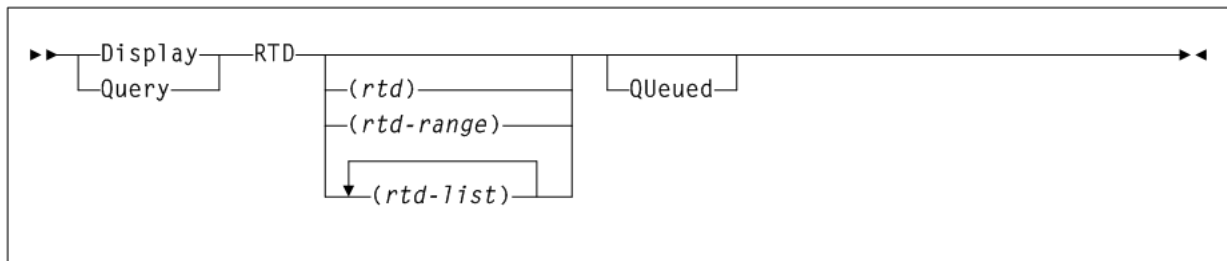 Display RTD
Query (rtd) QUeued
(rtd-range)
(rtd-list)